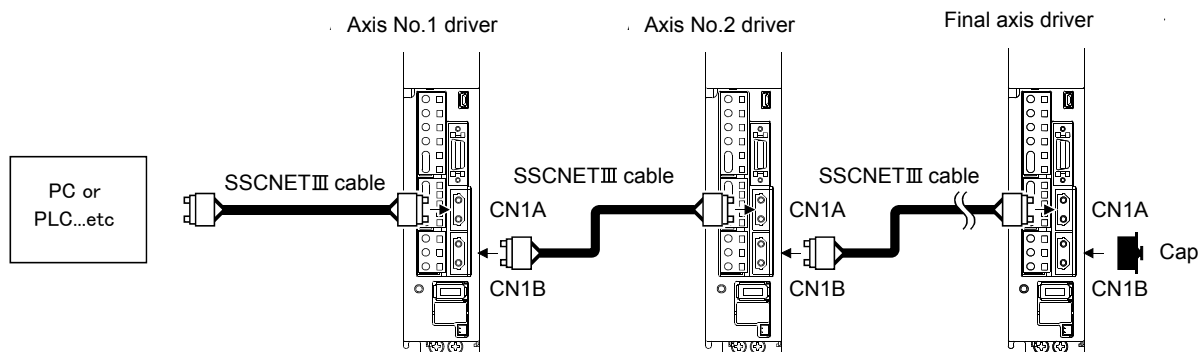 Axis No.1 driver
Axis No.2 driver
Final axis driver
PC or
PLC...etc
SSCNETⅢ cable
SSCNETⅢ cable
SSCNETⅢ cable
CN1A
CN1A
CN1A
CN1B
CN1B
CN1B
Cap